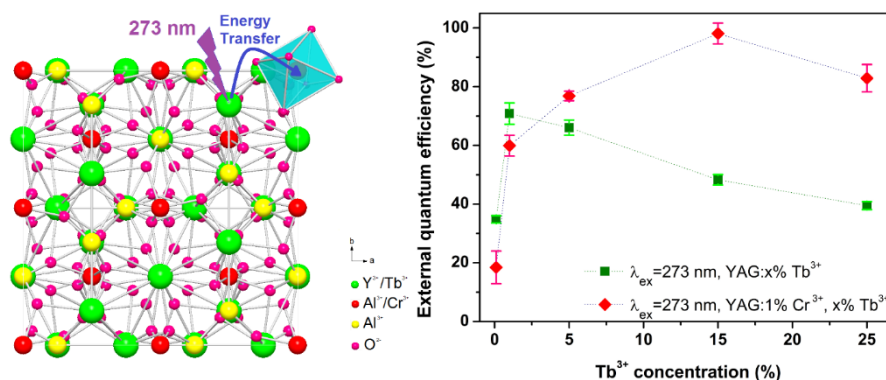 273 nm
Energy
Transfer
b
a
Y³⁺/Tb³⁺
Al³⁺/Cr³⁺
Al³⁺
O²⁻
External quantum efficiency (%)
100
80
60
40
20
0
λex=273 nm, YAG:x% Tb³⁺
λex=273 nm, YAG:1% Cr³⁺, x% Tb³⁺
0 5 10 15 20 25
Tb³⁺ concentration (%)